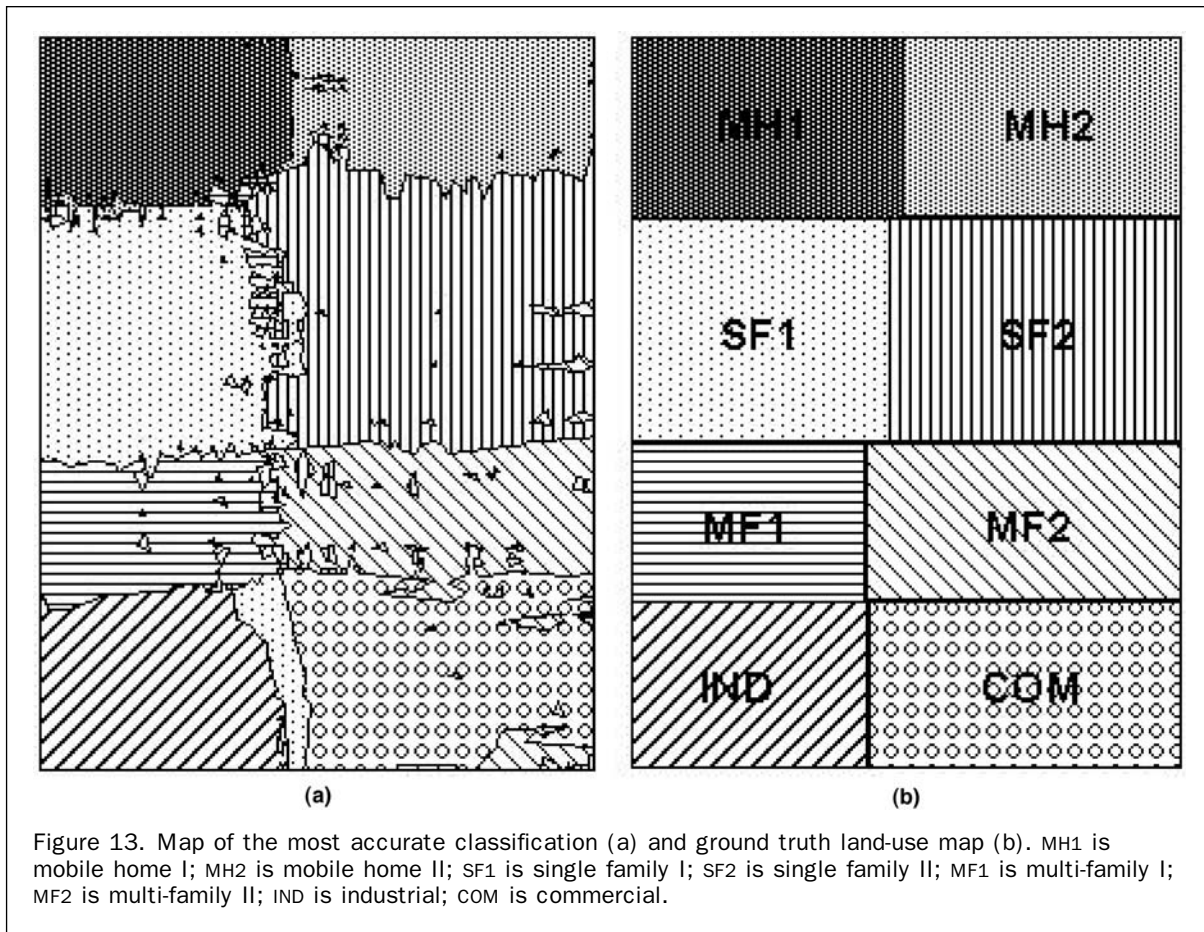 MH1 MH2
SF1 SF2
MF1 MF2
IND COM
(a) (b)
Figure 13. Map of the most accurate classification (a) and ground truth land-use map (b). MH1 is
mobile home I; MH2 is mobile home II; SF1 is single family I; SF2 is single family II; MF1 is multi-family I;
MF2 is multi-family II; IND is industrial; COM is commercial.